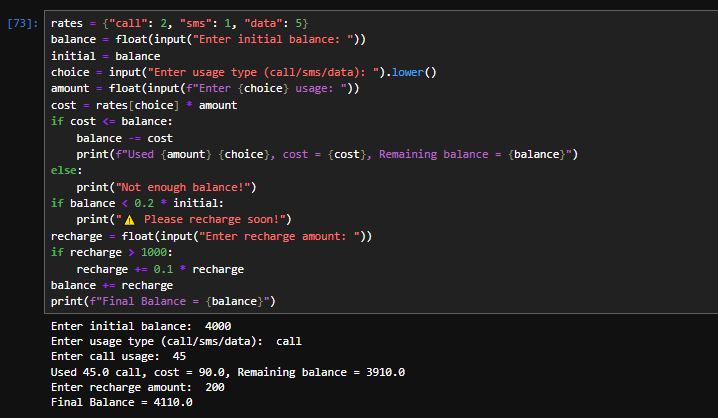 [73]: rates = {"call": 2, "sms": 1, "data": 5}
balance = float(input("Enter initial balance: "))
initial = balance
choice = input("Enter usage type (call/sms/data): ").lower()
amount = float(input(f"Enter {choice} usage: "))
cost = rates[choice] * amount
if cost <= balance:
    balance -= cost
    print(f"Used {amount} {choice}, cost = {cost}, Remaining balance = {balance}")
else:
    print("Not enough balance!")
if balance < 0.2 * initial:
    print("⚠️ Please recharge soon!")
recharge = float(input("Enter recharge amount: "))
if recharge > 1000:
    recharge += 0.1 * recharge
balance += recharge
print(f"Final Balance = {balance}")
Enter initial balance:  4000
Enter usage type (call/sms/data):  call
Enter call usage:  45
Used 45.0 call, cost = 90.0, Remaining balance = 3910.0
Enter recharge amount:  200
Final Balance = 4110.0